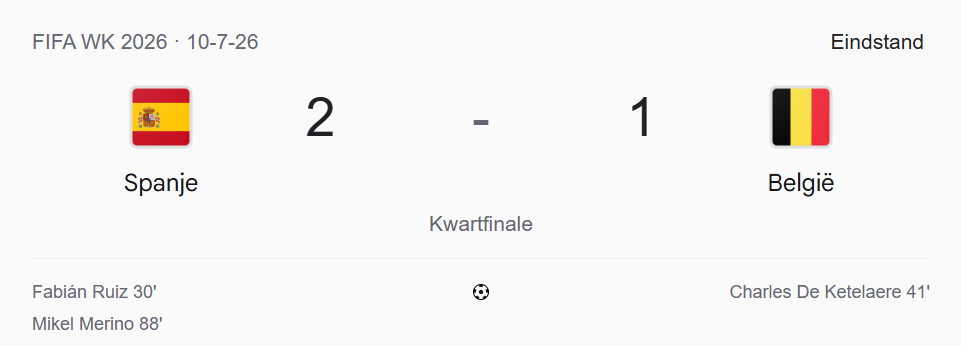 FIFA WK 2026 · 10-7-26 Eindstand
2 - 1
Spanje België
Kwartfinale
Fabián Ruiz 30' Charles De Ketelaere 41'
Mikel Merino 88'